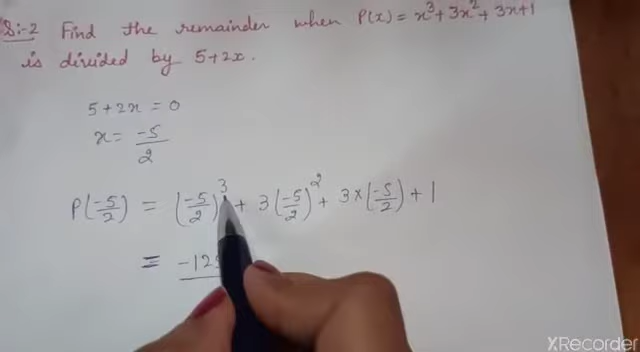 Q:-2 Find the remainder when P(x) = x³ + 3x² + 3x + 1
is divided by 5 + 2x.
5 + 2x = 0
x = -5/2
P(-5/2) = (-5/2)³ + 3(-5/2)² + 3×(-5/2) + 1
= -125
XRecorder